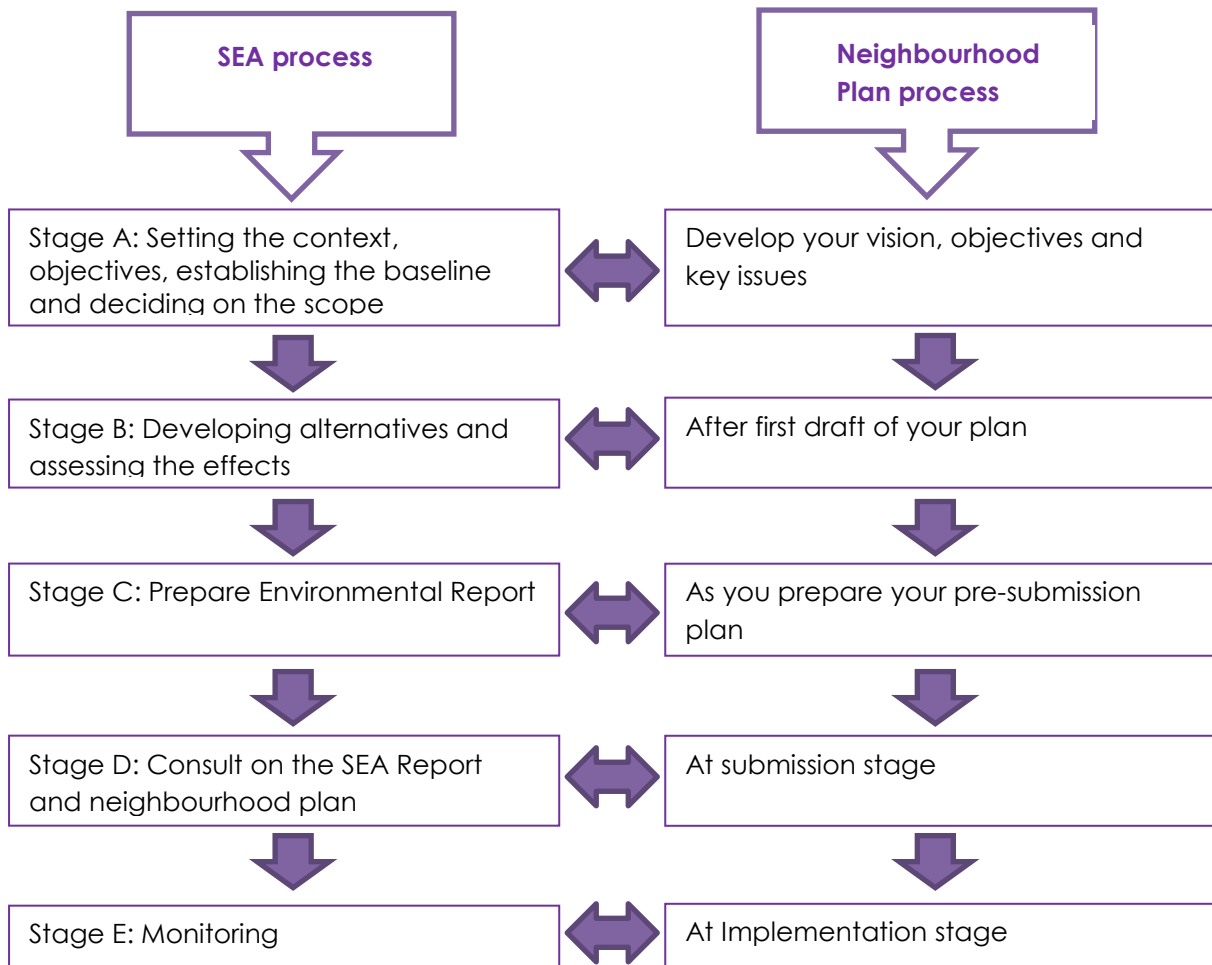 SEA process
Neighbourhood
Plan process
Stage A: Setting the context,
objectives, establishing the baseline
and deciding on the scope
Develop your vision, objectives and
key issues
Stage B: Developing alternatives and
assessing the effects
After first draft of your plan
Stage C: Prepare Environmental Report
As you prepare your pre-submission
plan
Stage D: Consult on the SEA Report
and neighbourhood plan
At submission stage
Stage E: Monitoring
At Implementation stage